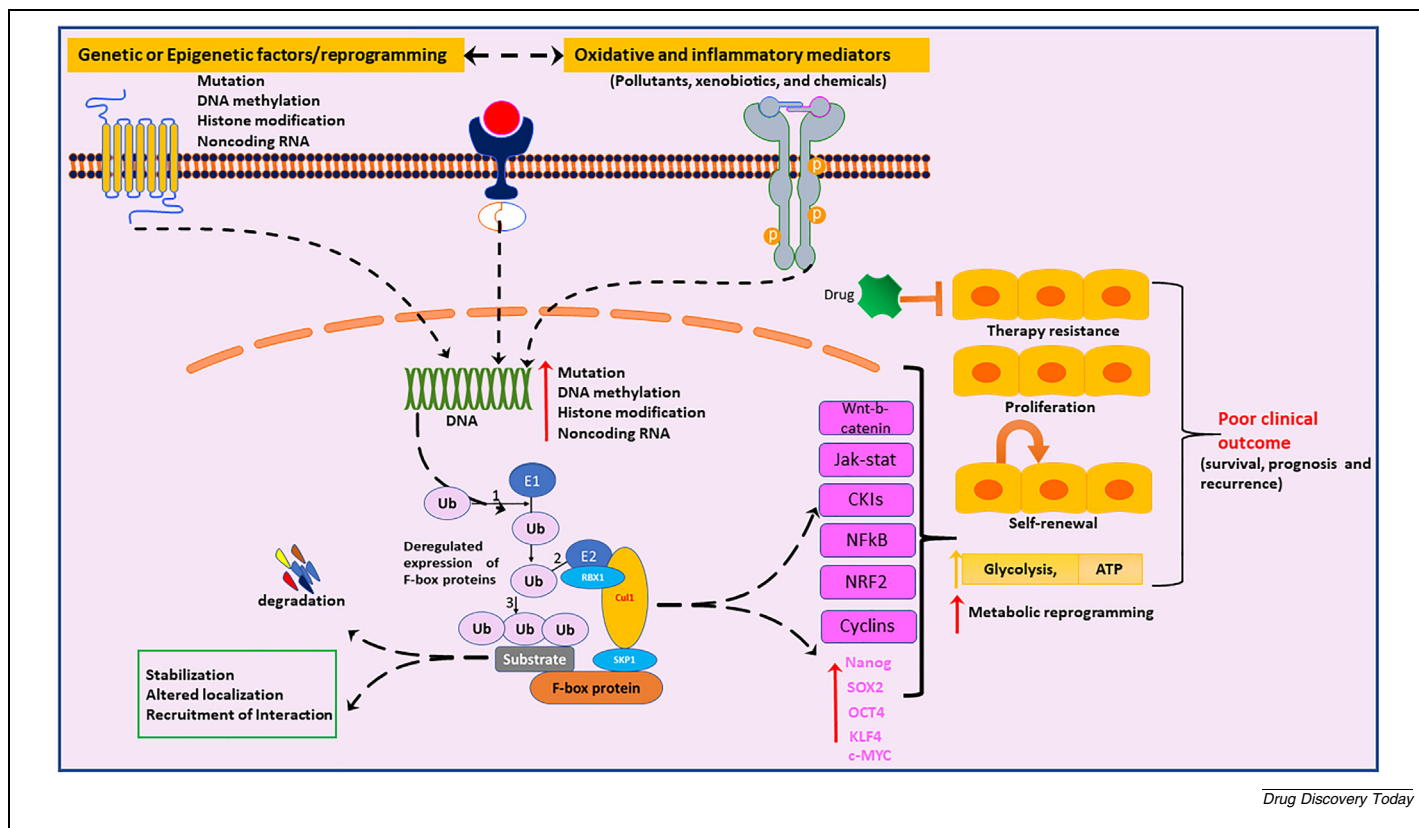 Genetic or Epigenetic factors/reprogramming
Oxidative and inflammatory mediators
Mutation
DNA methylation
Histone modification
Noncoding RNA
(Pollutants, xenobiotics, and chemicals)
p
p
p
Drug
Therapy resistance
Proliferation
Self-renewal
Glycolysis,
ATP
Metabolic reprogramming
Poor clinical
outcome
(survival, prognosis and
recurrence)
DNA
Mutation
DNA methylation
Histone modification
Noncoding RNA
Wnt-b-
catenin
Jak-stat
CKIs
NFkB
NRF2
Cyclins
Nanog
SOX2
OCT4
KLF4
c-MYC
E1
Ub
1
Ub
Deregulated
expression of
F-box proteins
2
E2
RBX1
Ub
Cul1
3
Ub
Ub
Ub
Substrate
SKP1
F-box protein
degradation
Stabilization
Altered localization
Recruitment of Interaction
Drug Discovery Today